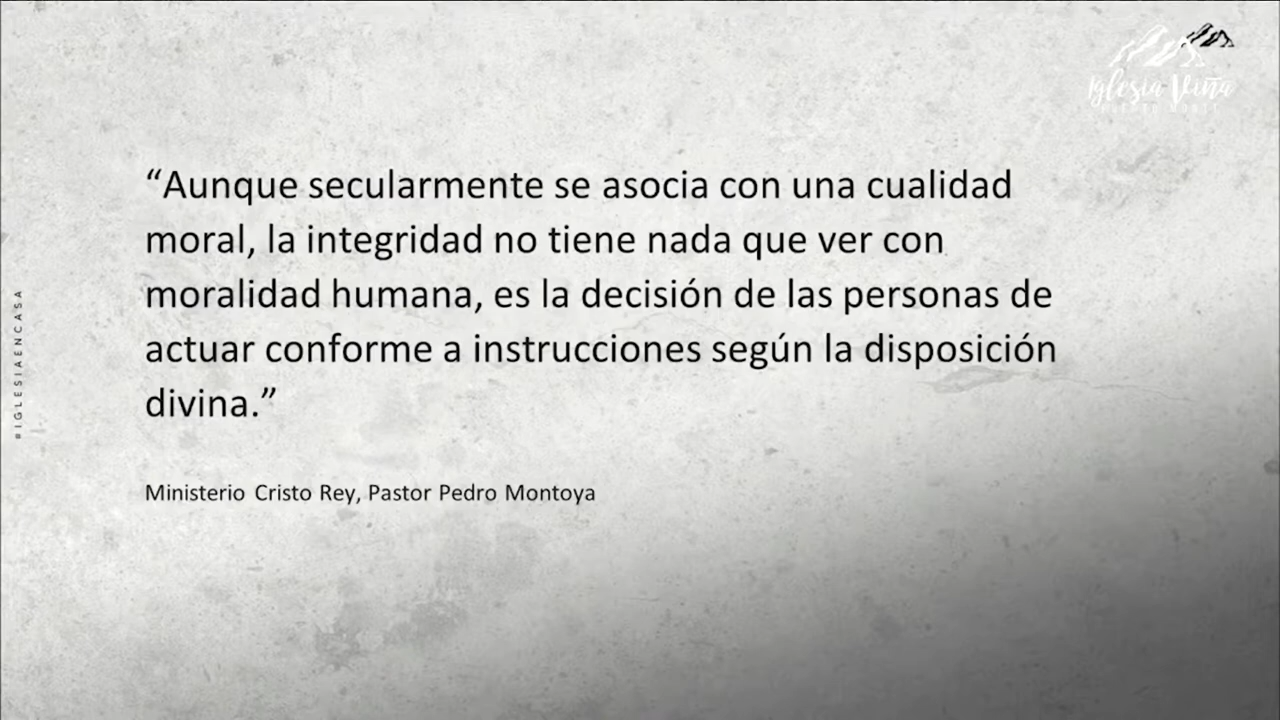 Iglesia Viña
“Aunque secularmente se asocia con una cualidad
moral, la integridad no tiene nada que ver con
moralidad humana, es la decisión de las personas de
actuar conforme a instrucciones según la disposición
divina.”
Ministerio Cristo Rey, Pastor Pedro Montoya
#IGLESIAENCASA